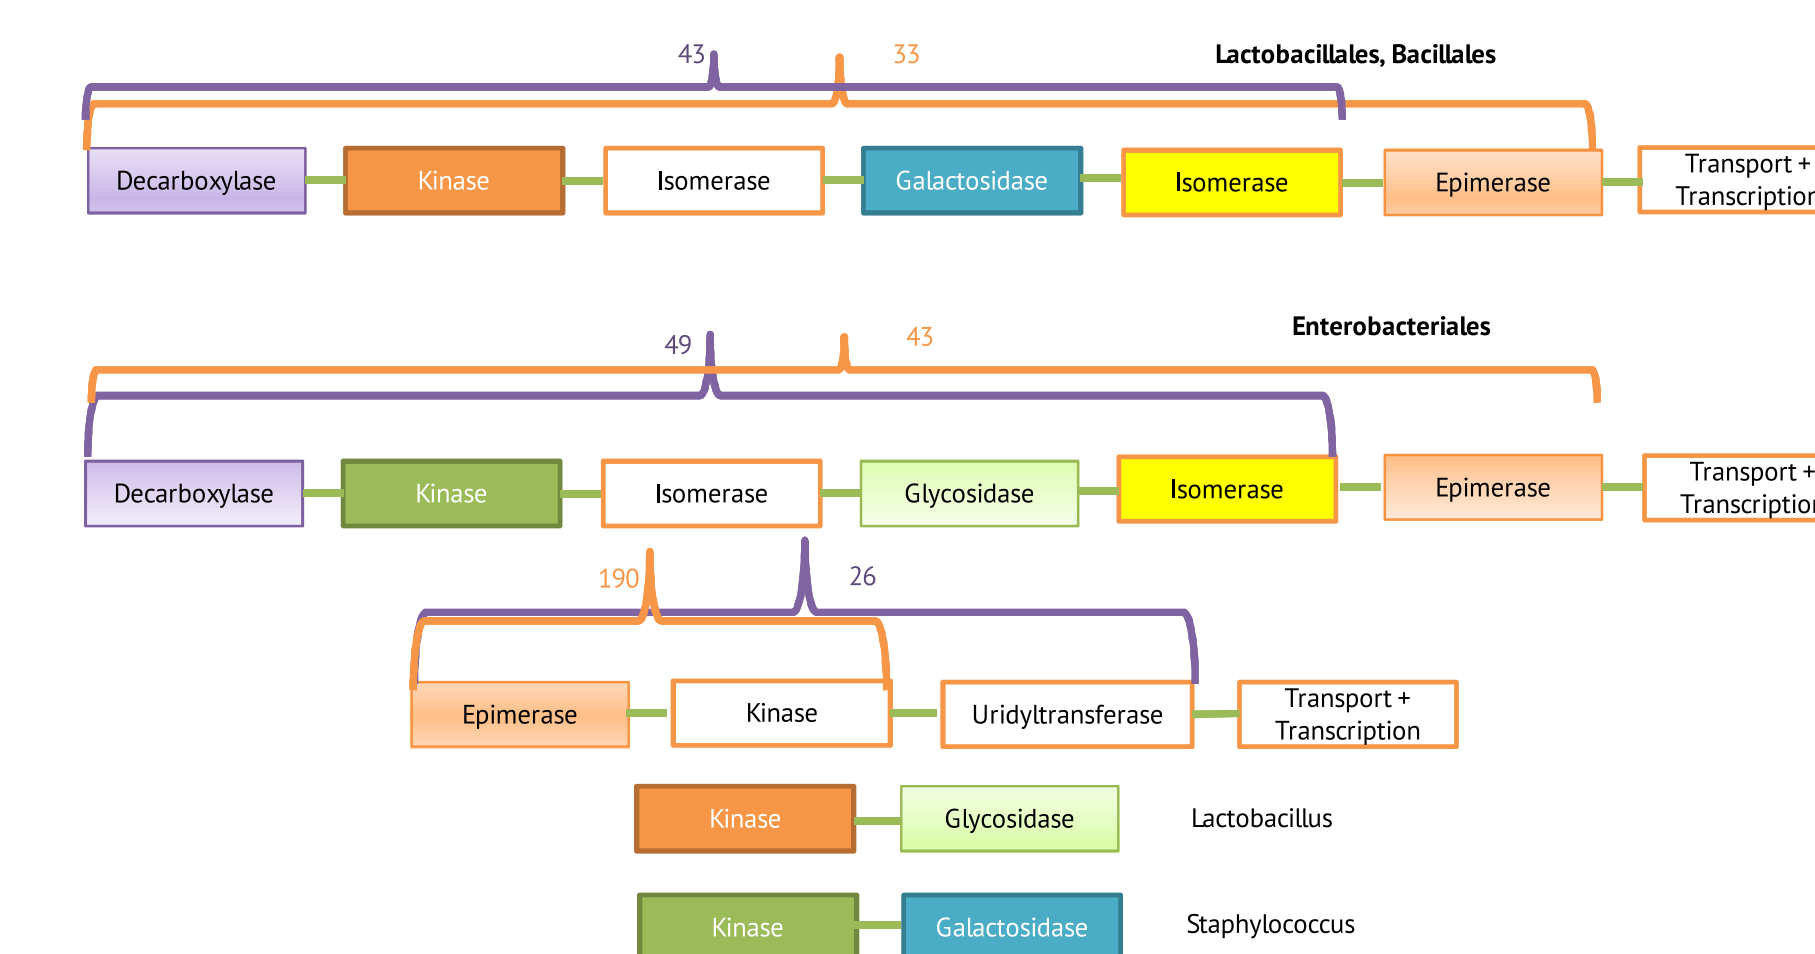 43
33
Lactobacillales, Bacillales
Decarboxylase
Kinase
Isomerase
Galactosidase
Isomerase
Epimerase
Transport +
Transcription
49
43
Enterobacteriales
Decarboxylase
Kinase
Isomerase
Glycosidase
Isomerase
Epimerase
Transport +
Transcription
190
26
Epimerase
Kinase
Uridyltransferase
Transport +
Transcription
Kinase
Glycosidase
Lactobacillus
Kinase
Galactosidase
Staphylococcus